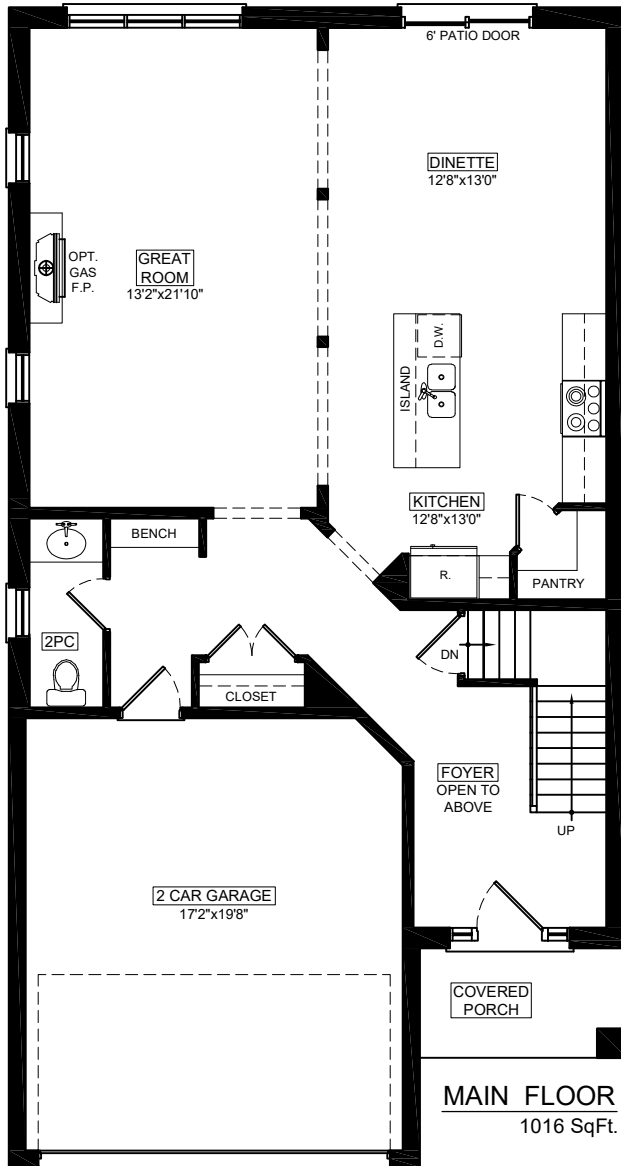 6' PATIO DOOR
DINETTE
12'8"x13'0"
OPT.
GAS
F.P.
GREAT
ROOM
13'2"x21'10"
D.W.
ISLAND
KITCHEN
12'8"x13'0"
BENCH
R.
PANTRY
2PC
DN
CLOSET
FOYER
OPEN TO
ABOVE
UP
2 CAR GARAGE
17'2"x19'8"
COVERED
PORCH
MAIN FLOOR
1016 SqFt.